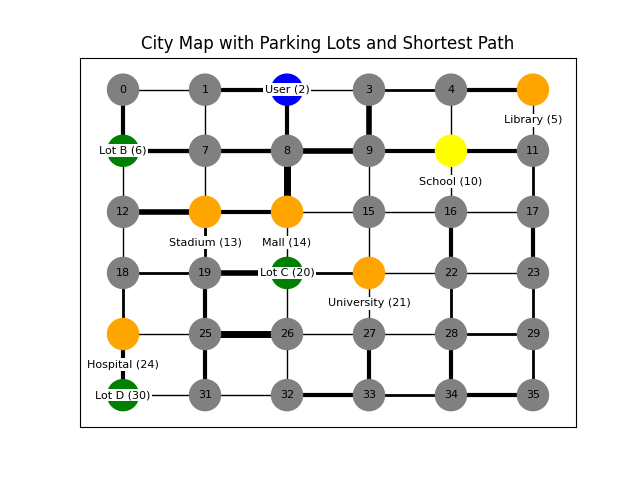 City Map with Parking Lots and Shortest Path
0 1 User (2) 3 4
Library (5)
Lot B (6) 7 8 9 11
School (10)
12 15 16 17
Stadium (13) Mall (14)
18 19 Lot C (20) 22 23
University (21)
25 26 27 28 29
Hospital (24)
Lot D (30) 31 32 33 34 35